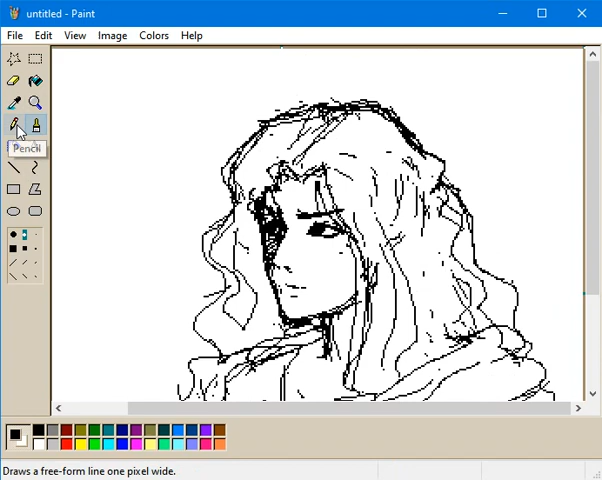 untitled - Paint
File Edit View Image Colors Help
Pencil
Draws a free-form line one pixel wide.